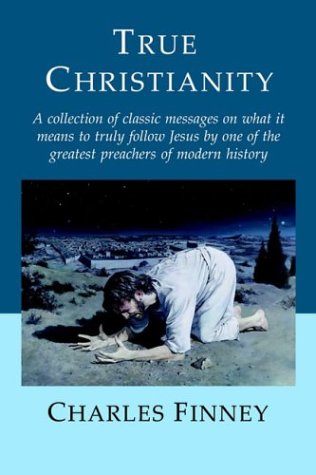 TRUE
CHRISTIANITY
A collection of classic messages on what it
means to truly follow Jesus by one of the
greatest preachers of modern history
CHARLES FINNEY